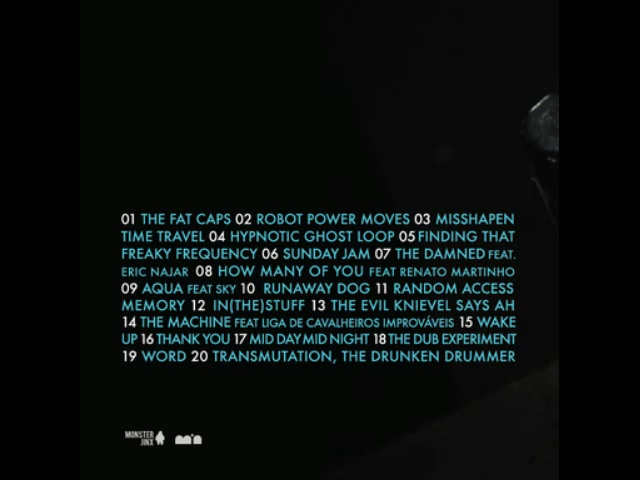 01 THE FAT CAPS 02 ROBOT POWER MOVES 03 MISSHAPEN
TIME TRAVEL 04 HYPNOTIC GHOST LOOP 05 FINDING THAT
FREAKY FREQUENCY 06 SUNDAY JAM 07 THE DAMNED FEAT.
ERIC NAJAR 08 HOW MANY OF YOU FEAT RENATO MARTINHO
09 AQUA FEAT SKY 10 RUNAWAY DOG 11 RANDOM ACCESS
MEMORY 12 IN(THE)STUFF 13 THE EVIL KNIEVEL SAYS AH
14 THE MACHINE FEAT LIGA DE CAVALHEIROS IMPROVÁVEIS 15 WAKE
UP 16 THANK YOU 17 MID DAY MID NIGHT 18 THE DUB EXPERIMENT
19 WORD 20 TRANSMUTATION, THE DRUNKEN DRUMMER
MONSTER
JINX